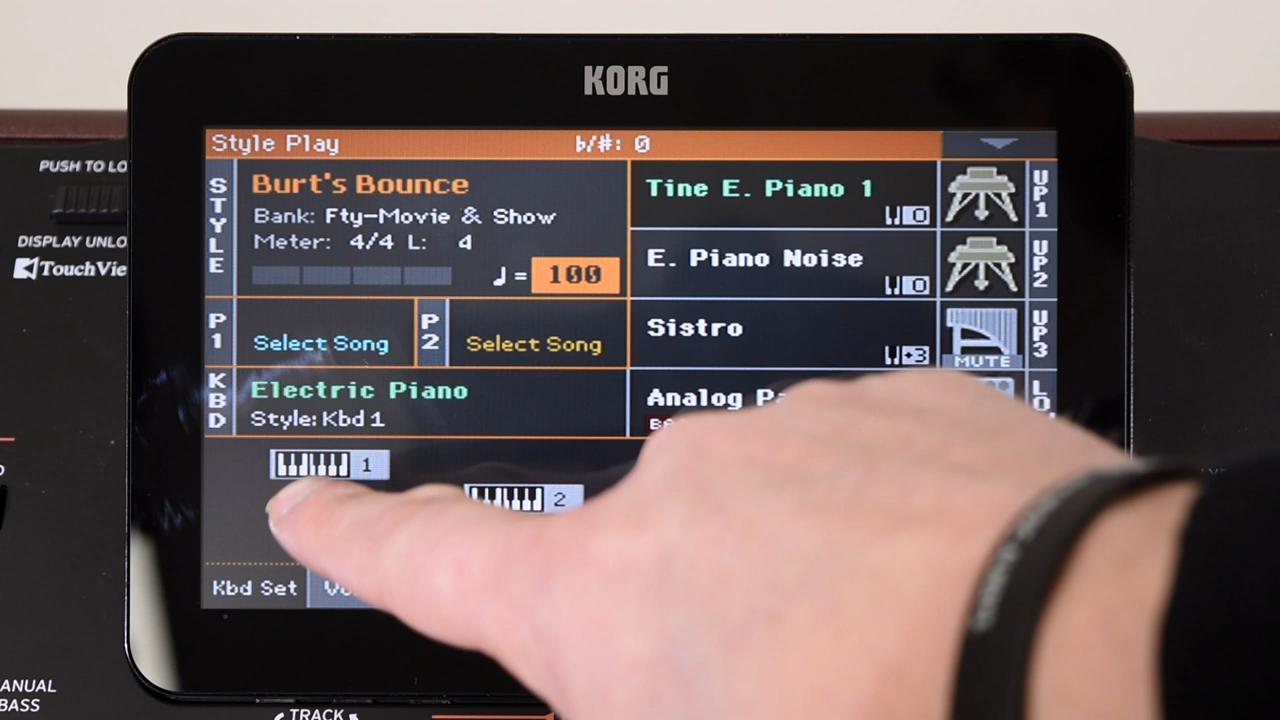 KORG
PUSH TO LO
DISPLAY UNLO
TouchVie
Style Play
b/#: 0
STYLE
Burt's Bounce
Bank: Fty-Movie & Show
Meter: 4/4 L: 4
♩= 100
P1
Select Song
P2
Select Song
KBD
Electric Piano
Style: Kbd 1
Tine E. Piano 1
0
UP1
E. Piano Noise
0
UP2
Sistro
+3
MUTE
UP3
Analog Pa
LO
1
2
Kbd Set
ANUAL
BASS
TRACK